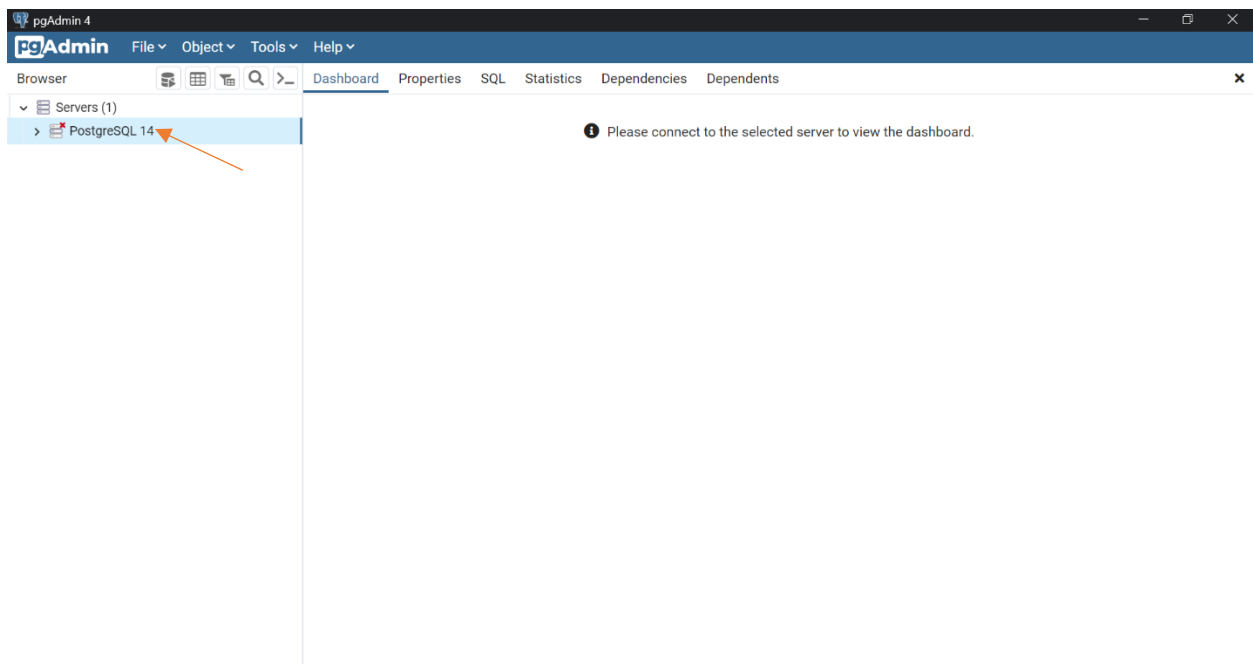 pgAdmin 4
pgAdmin File Object Tools Help
Browser Dashboard Properties SQL Statistics Dependencies Dependents
Servers (1)
PostgreSQL 14
Please connect to the selected server to view the dashboard.